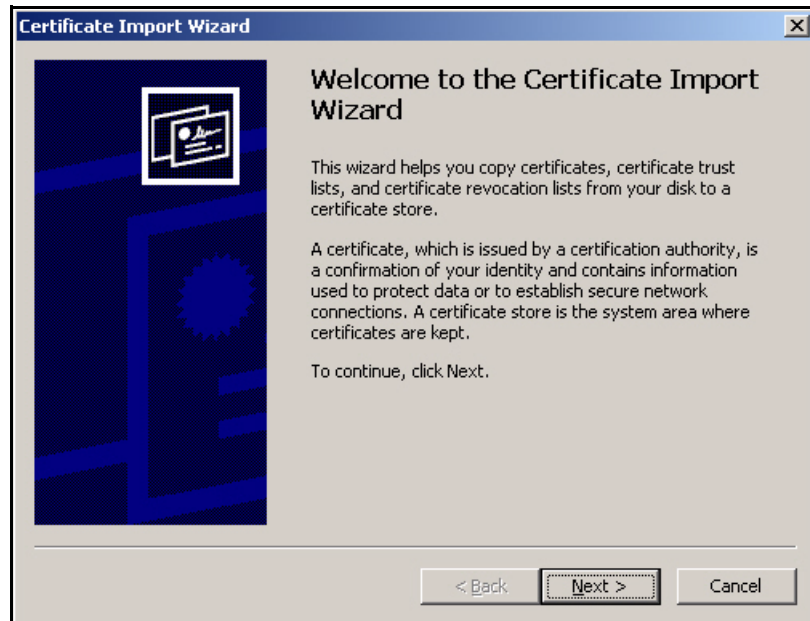 Certificate Import Wizard
Welcome to the Certificate Import
Wizard
This wizard helps you copy certificates, certificate trust
lists, and certificate revocation lists from your disk to a
certificate store.
A certificate, which is issued by a certification authority, is
a confirmation of your identity and contains information
used to protect data or to establish secure network
connections. A certificate store is the system area where
certificates are kept.
To continue, click Next.
< Back
Next >
Cancel